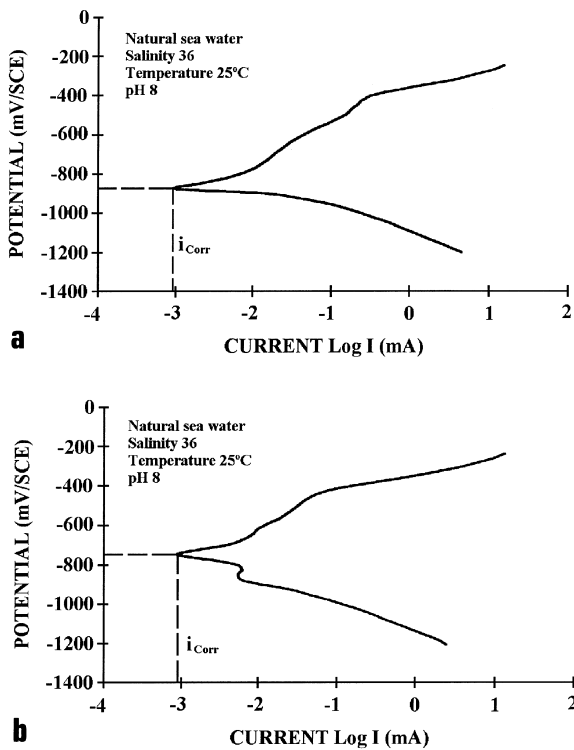 0
-200
-400
-600
-800
-1000
-1200
-1400
POTENTIAL (mV/SCE)
Natural sea water
Salinity 36
Temperature 25ºC
pH 8
iCorr
-4 -3 -2 -1 0 1 2
CURRENT Log I (mA)
a
0
-200
-400
-600
-800
-1000
-1200
-1400
POTENTIAL (mV/SCE)
Natural sea water
Salinity 36
Temperature 25ºC
pH 8
iCorr
-4 -3 -2 -1 0 1 2
CURRENT Log I (mA)
b